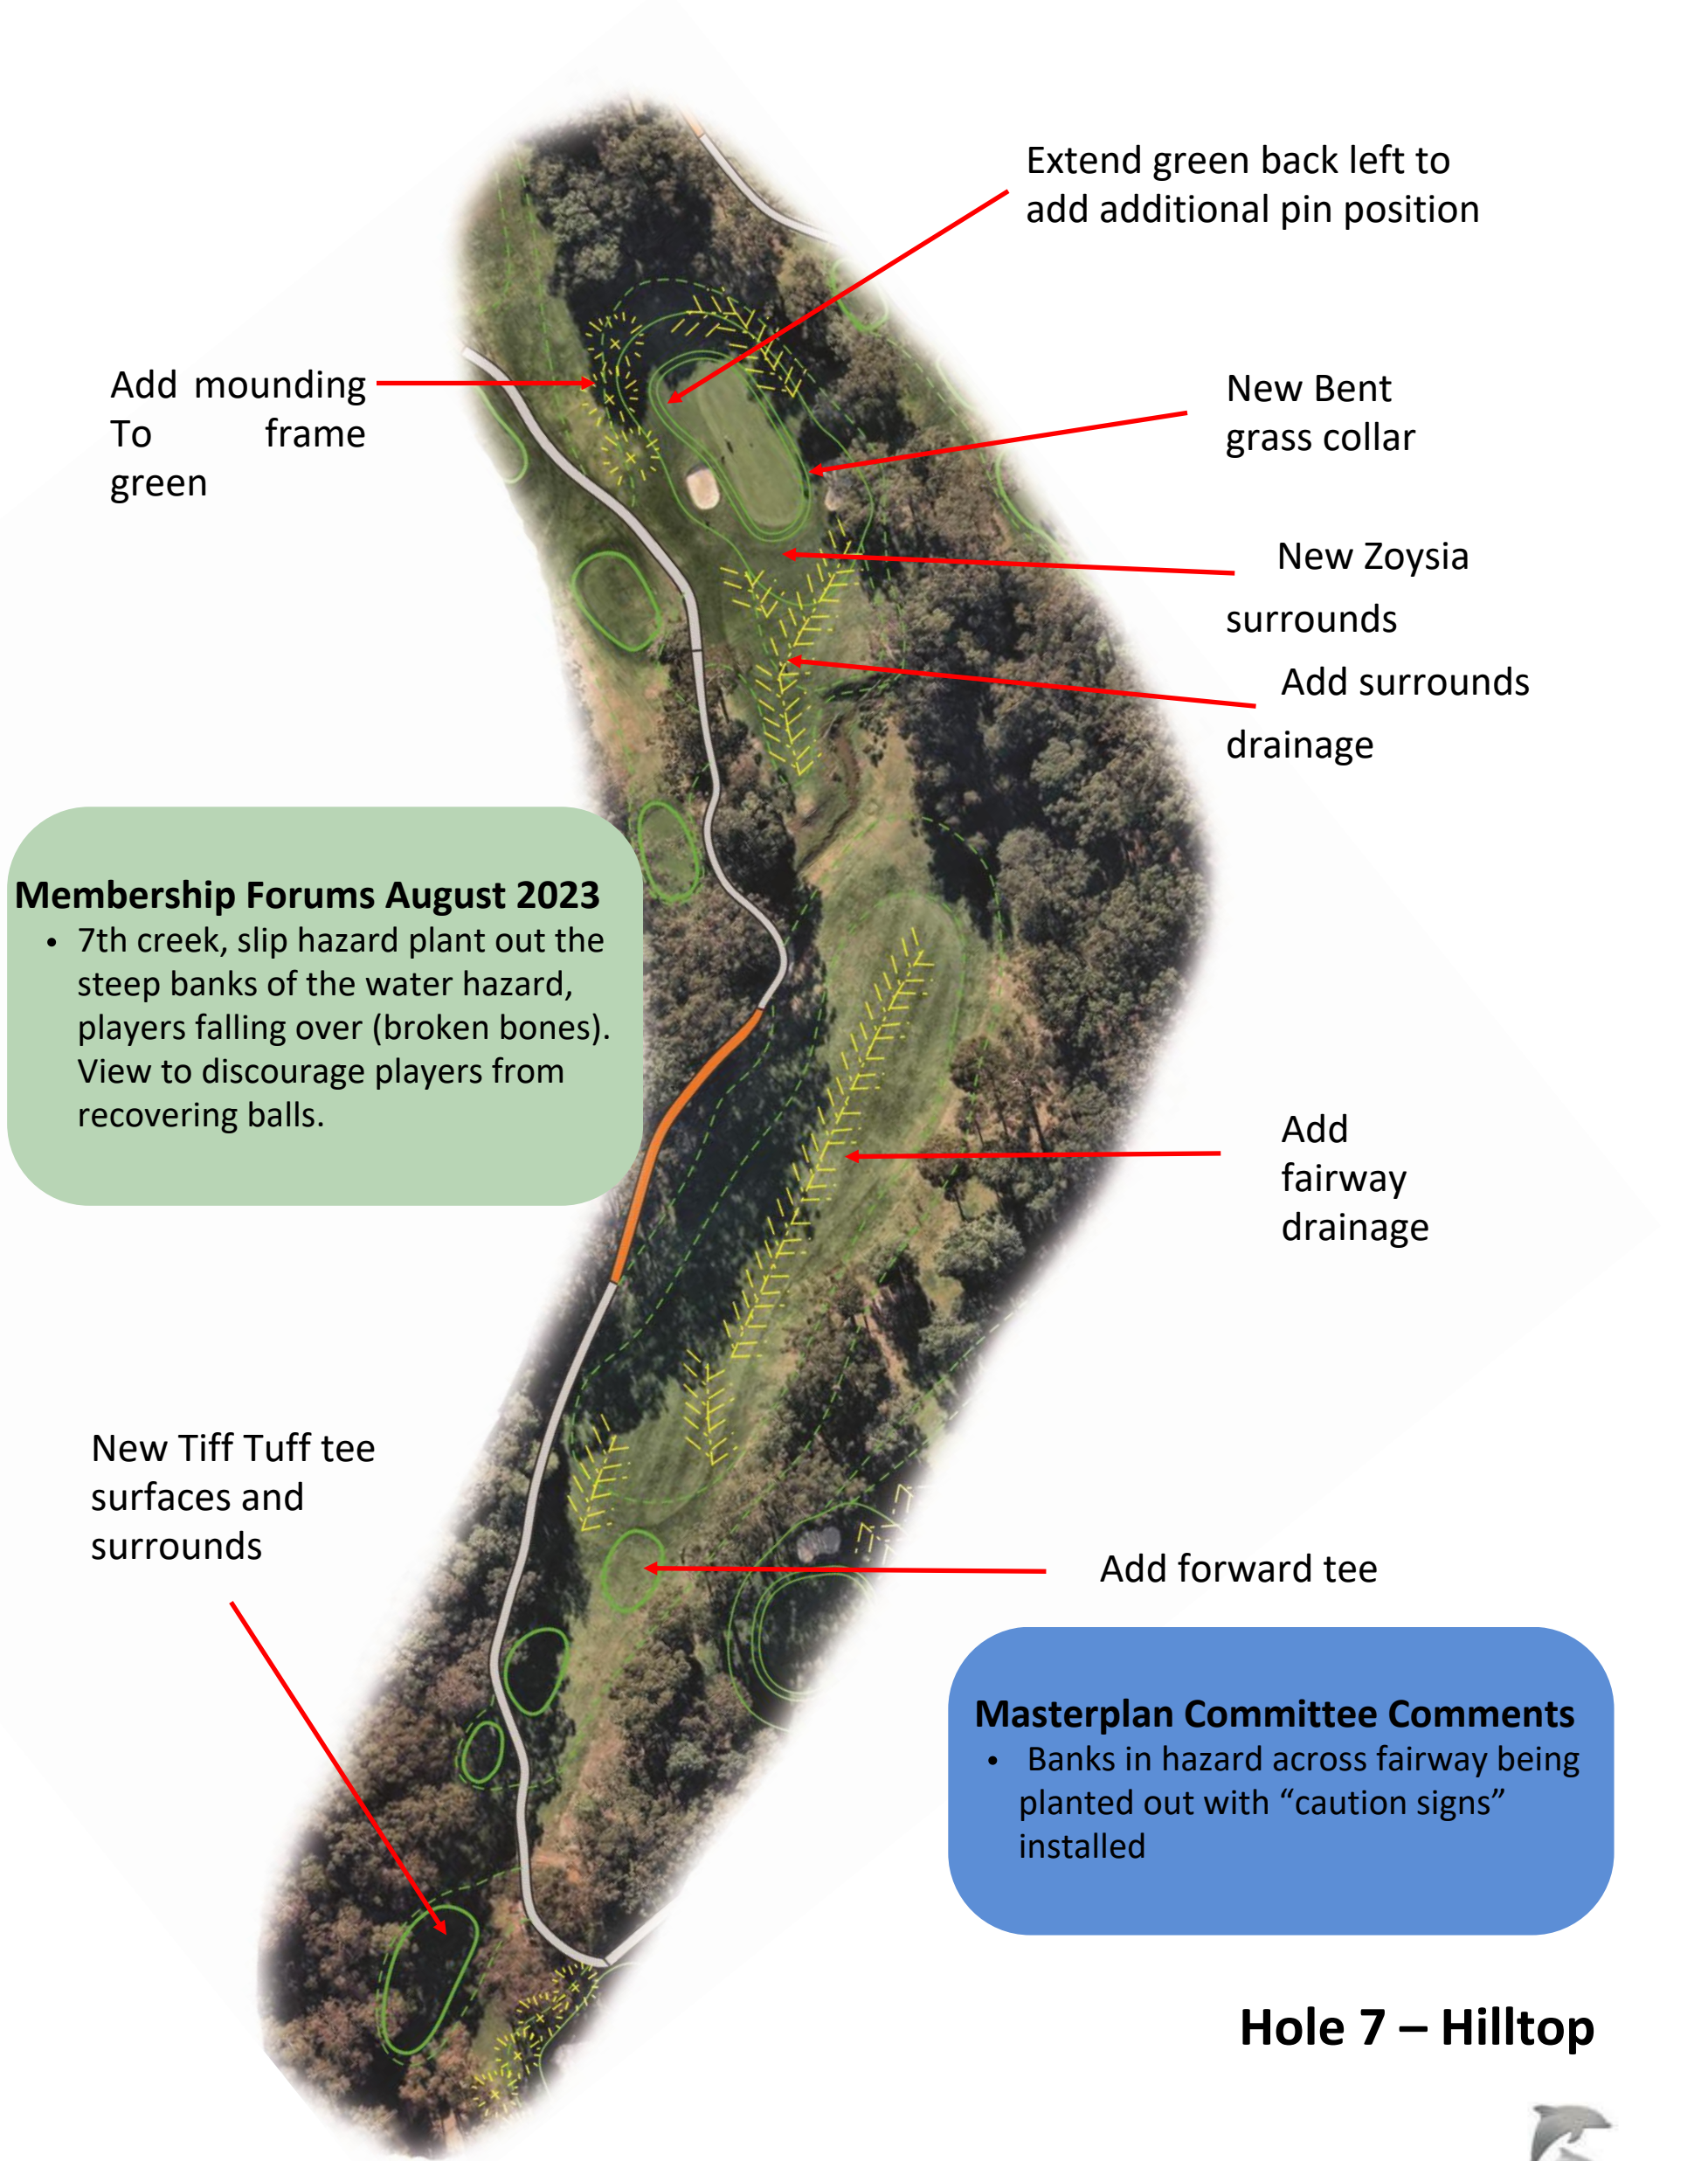 Extend green back left to
add additional pin position
Add mounding
To frame
green
New Bent
grass collar
New Zoysia
surrounds
Add surrounds
drainage
Membership Forums August 2023
• 7th creek, slip hazard plant out the
steep banks of the water hazard,
players falling over (broken bones).
View to discourage players from
recovering balls.
Add
fairway
drainage
New Tiff Tuff tee
surfaces and
surrounds
Add forward tee
Masterplan Committee Comments
• Banks in hazard across fairway being
planted out with “caution signs”
installed
Hole 7 – Hilltop